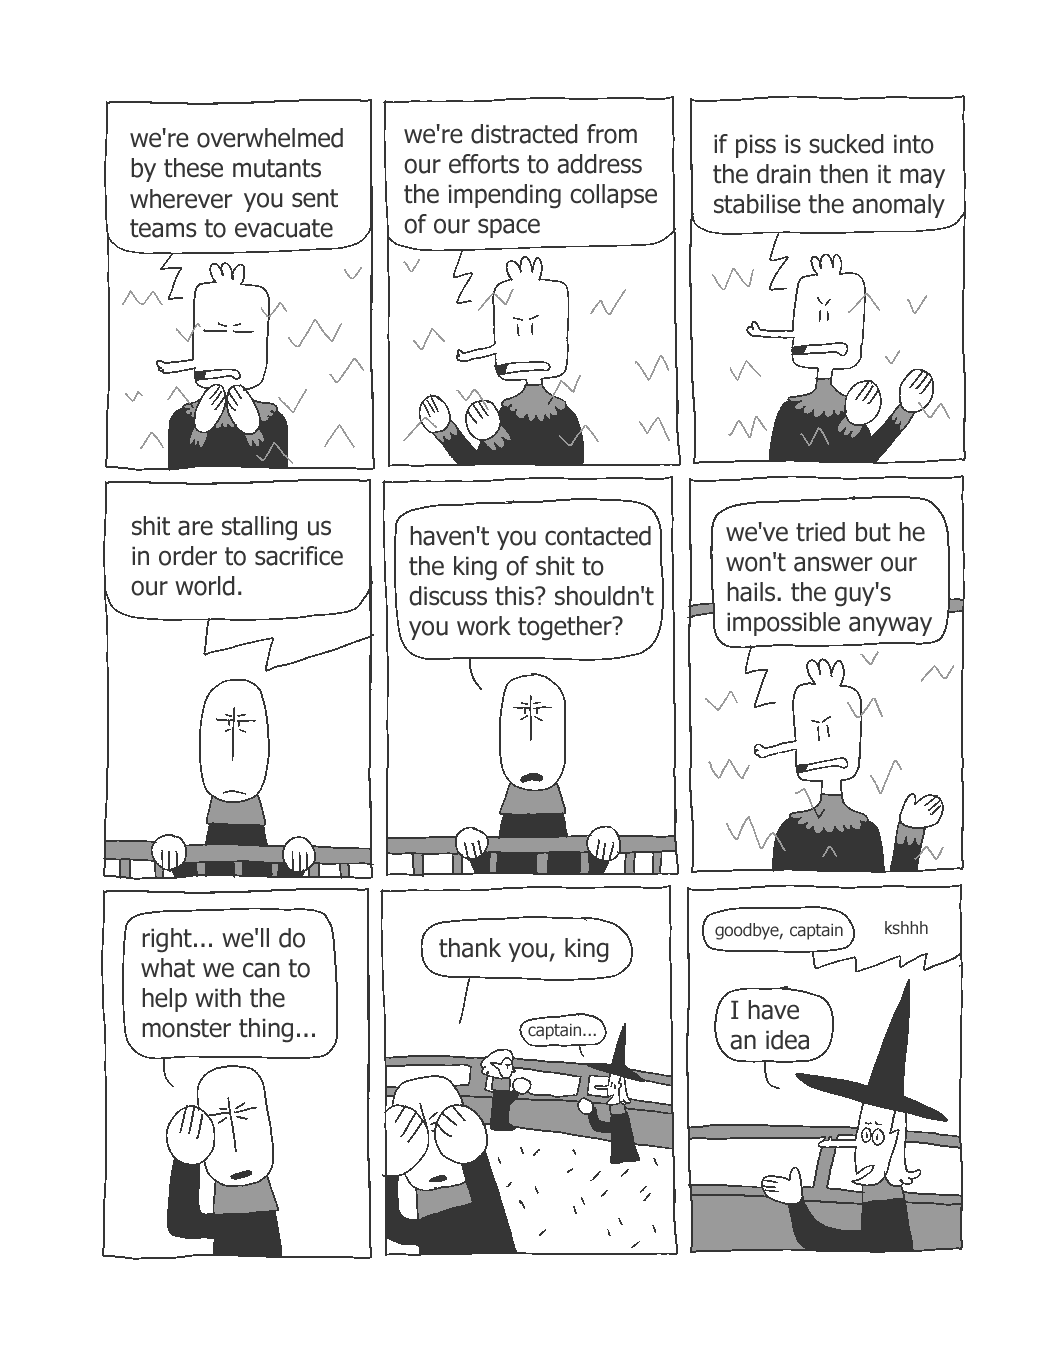 we're overwhelmed
by these mutants
wherever you sent
teams to evacuate
we're distracted from
our efforts to address
the impending collapse
of our space
if piss is sucked into
the drain then it may
stabilise the anomaly
shit are stalling us
in order to sacrifice
our world.
haven't you contacted
the king of shit to
discuss this? shouldn't
you work together?
we've tried but he
won't answer our
hails. the guy's
impossible anyway
right... we'll do
what we can to
help with the
monster thing...
thank you, king
captain...
goodbye, captain
kshhh
I have
an idea